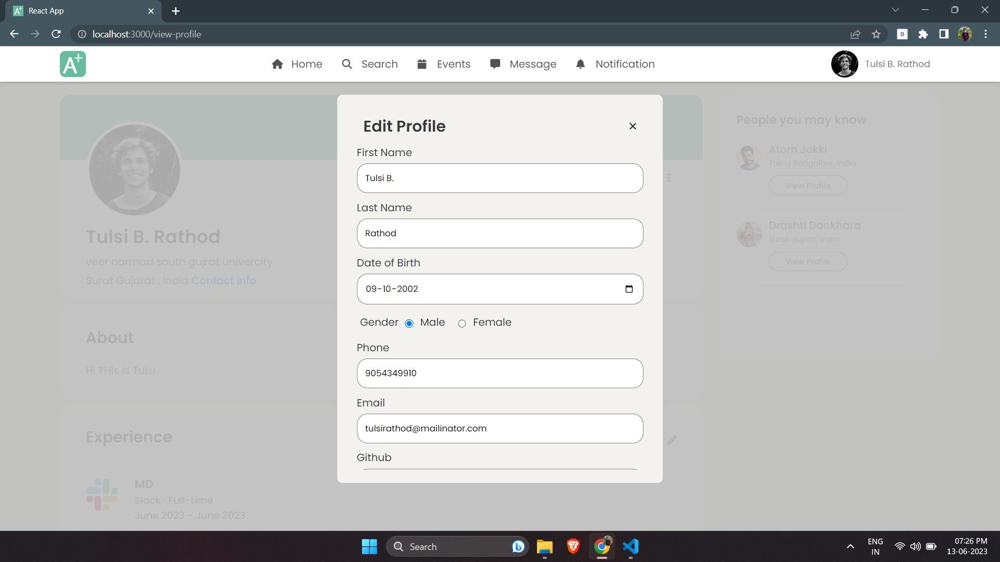 React App
localhost:3000/view-profile
B
A+
Home
Search
Events
Message
Notification
Tulsi B. Rathod
Tulsi B. Rathod
veer narmad south gujrat univercity
Surat Gujarat , India Contact info
About
Hi THis Is Tulsi
Experience
MD
Slack · Full-time
June 2023 - June 2023
Edit Profile
First Name
Tulsi B.
Last Name
Rathod
Date of Birth
09-10-2002
Gender Male Female
Phone
9054349910
Email
tulsirathod@mailinator.com
Github
People you may know
Atom Jokki
Thirru Bangalore, India
View Profile
Drashti Dankhara
surat gujrati, india
View Profile
Search
ENG
IN
07:26 PM
13-06-2023